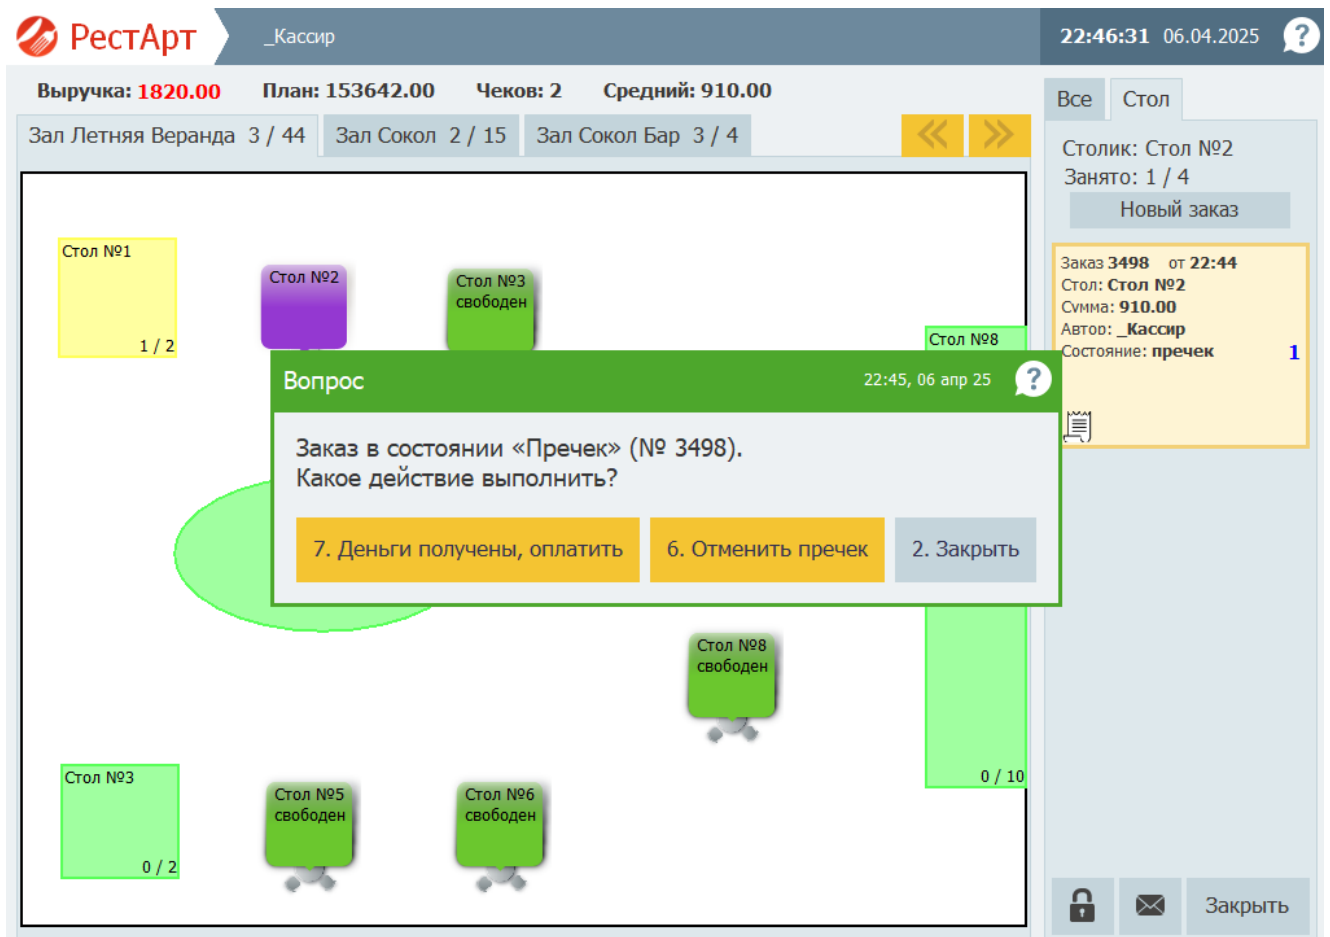 РестАрт
_Кассир
22:46:31 06.04.2025
?
Выручка: 1820.00 План: 153642.00 Чеков: 2 Средний: 910.00
Зал Летняя Веранда 3 / 44
Зал Сокол 2 / 15
Зал Сокол Бар 3 / 4
Все
Стол
Столик: Стол №2
Занято: 1 / 4
Новый заказ
Заказ 3498 от 22:44
Стол: Стол №2
Сумма: 910.00
Автор: _Кассир
Состояние: пречек 1
Стол №1
1 / 2
Стол №2
Стол №3
свободен
Стол №8
Вопрос
22:45, 06 апр 25
?
Заказ в состоянии «Пречек» (№ 3498).
Какое действие выполнить?
7. Деньги получены, оплатить
6. Отменить пречек
2. Закрыть
Стол №8
свободен
0 / 10
Стол №3
0 / 2
Стол №5
свободен
Стол №6
свободен
Закрыть